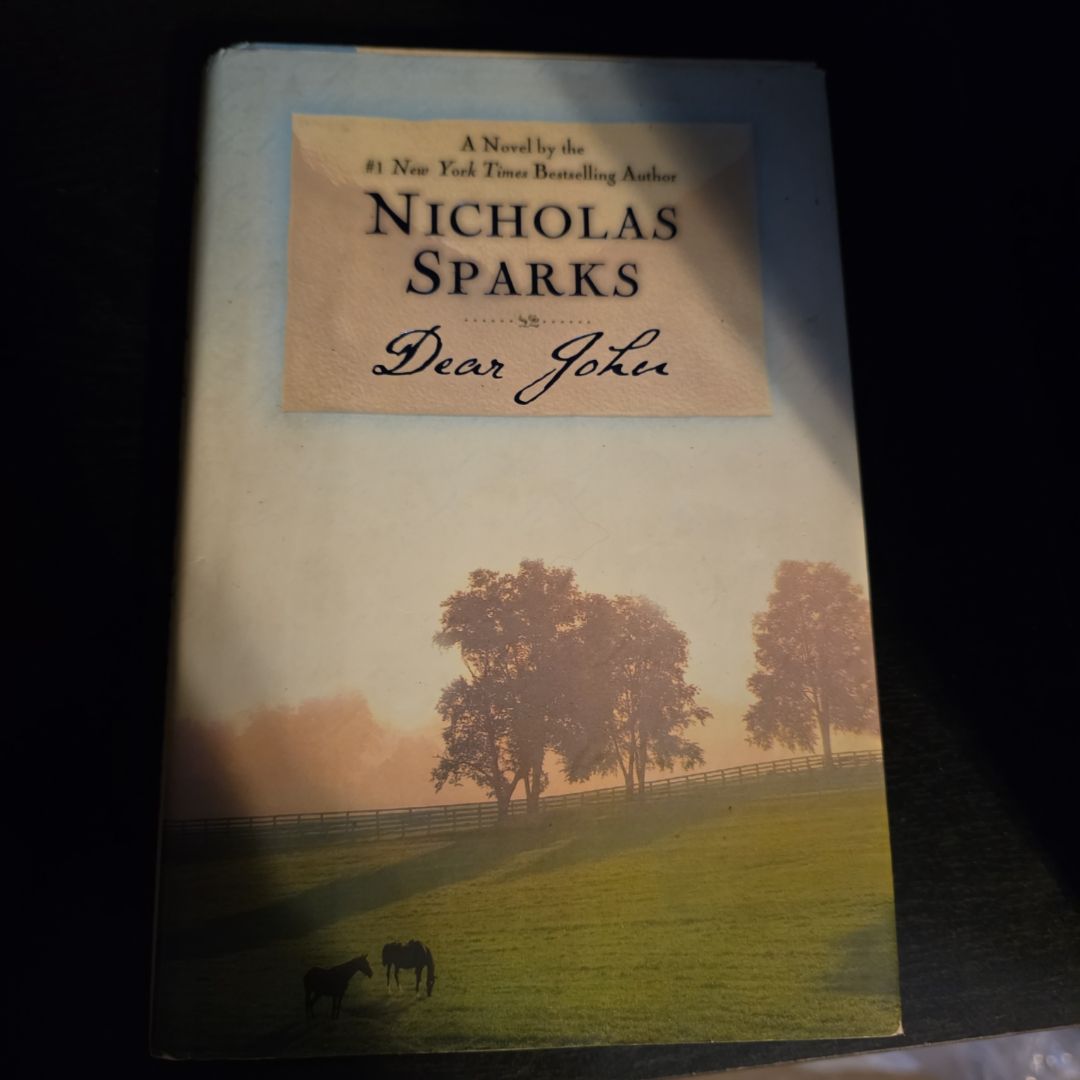 A Novel by the
#1 New York Times Bestselling Author
NICHOLAS
SPARKS
Dear John